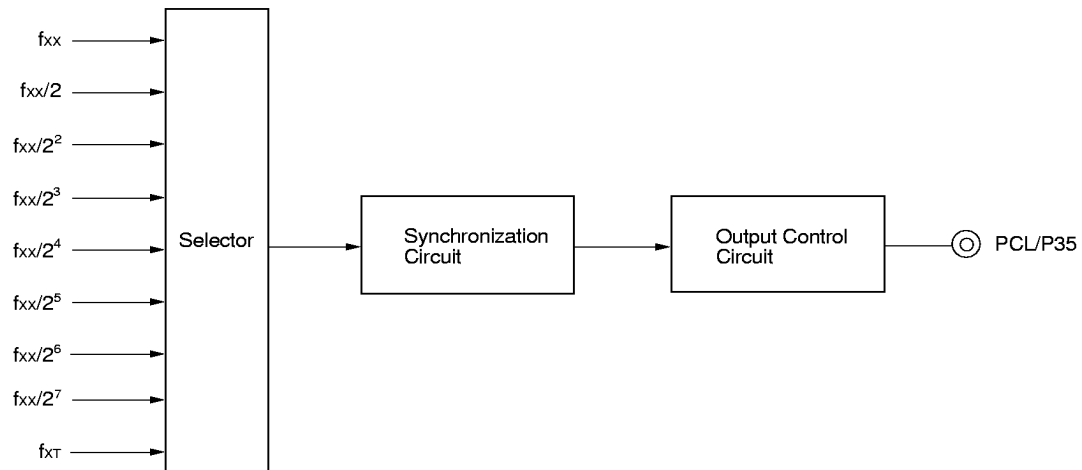 fxx
fxx/2
fxx/2²
fxx/2³
fxx/2⁴
fxx/2⁵
fxx/2⁶
fxx/2⁷
fxT
Selector
Synchronization
Circuit
Output Control
Circuit
PCL/P35